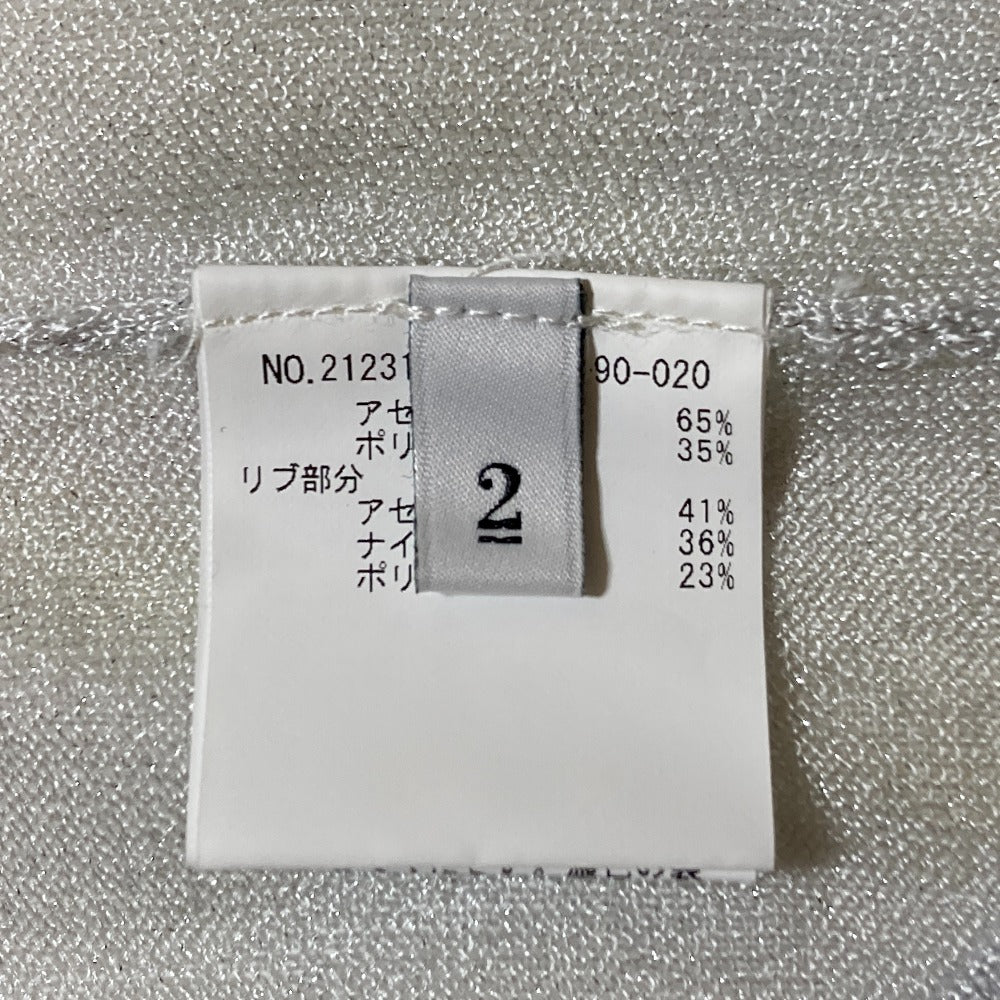 NO.21231 90-020
アセ 65%
ポリ 35%
リブ部分
アセ 41%
ナイ 36%
ポリ 23%
2